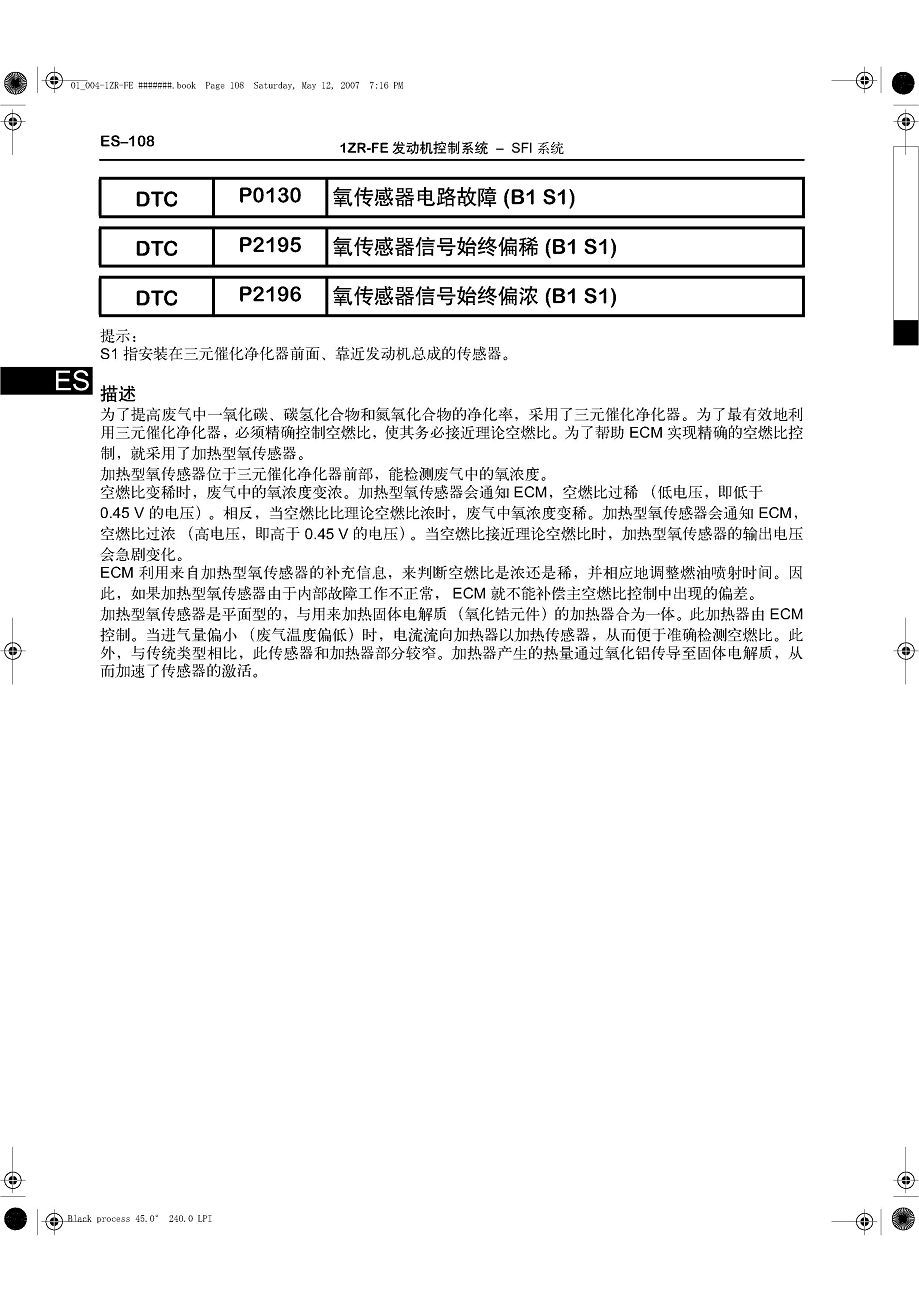 01_004-1ZR-FE #######.book Page 108 Saturday, May 12, 2007 7:16 PM
ES–108
1ZR-FE 发动机控制系统 – SFI 系统
DTC P0130 氧传感器电路故障 (B1 S1)
DTC P2195 氧传感器信号始终偏稀 (B1 S1)
DTC P2196 氧传感器信号始终偏浓 (B1 S1)
提示:
S1 指安装在三元催化净化器前面、靠近发动机总成的传感器。
ES
描述
为了提高废气中一氧化碳、碳氢化合物和氮氧化合物的净化率，采用了三元催化净化器。为了最有效地利
用三元催化净化器，必须精确控制空燃比，使其务必接近理论空燃比。为了帮助 ECM 实现精确的空燃比控
制，就采用了加热型氧传感器。
加热型氧传感器位于三元催化净化器前部，能检测废气中的氧浓度。
空燃比变稀时，废气中的氧浓度变浓。加热型氧传感器会通知 ECM，空燃比过稀 （低电压，即低于
0.45 V 的电压）。相反，当空燃比比理论空燃比浓时，废气中氧浓度变稀。加热型氧传感器会通知 ECM，
空燃比过浓 （高电压，即高于 0.45 V 的电压）。当空燃比接近理论空燃比时，加热型氧传感器的输出电压
会急剧变化。
ECM 利用来自加热型氧传感器的补充信息，来判断空燃比是浓还是稀，并相应地调整燃油喷射时间。因
此，如果加热型氧传感器由于内部故障工作不正常， ECM 就不能补偿主空燃比控制中出现的偏差。
加热型氧传感器是平面型的，与用来加热固体电解质 （氧化锆元件）的加热器合为一体。此加热器由 ECM
控制。当进气量偏小 （废气温度偏低）时，电流流向加热器以加热传感器，从而便于准确检测空燃比。此
外，与传统类型相比，此传感器和加热器部分较窄。加热器产生的热量通过氧化铝传导至固体电解质，从
而加速了传感器的激活。
Black process 45.0° 240.0 LPI